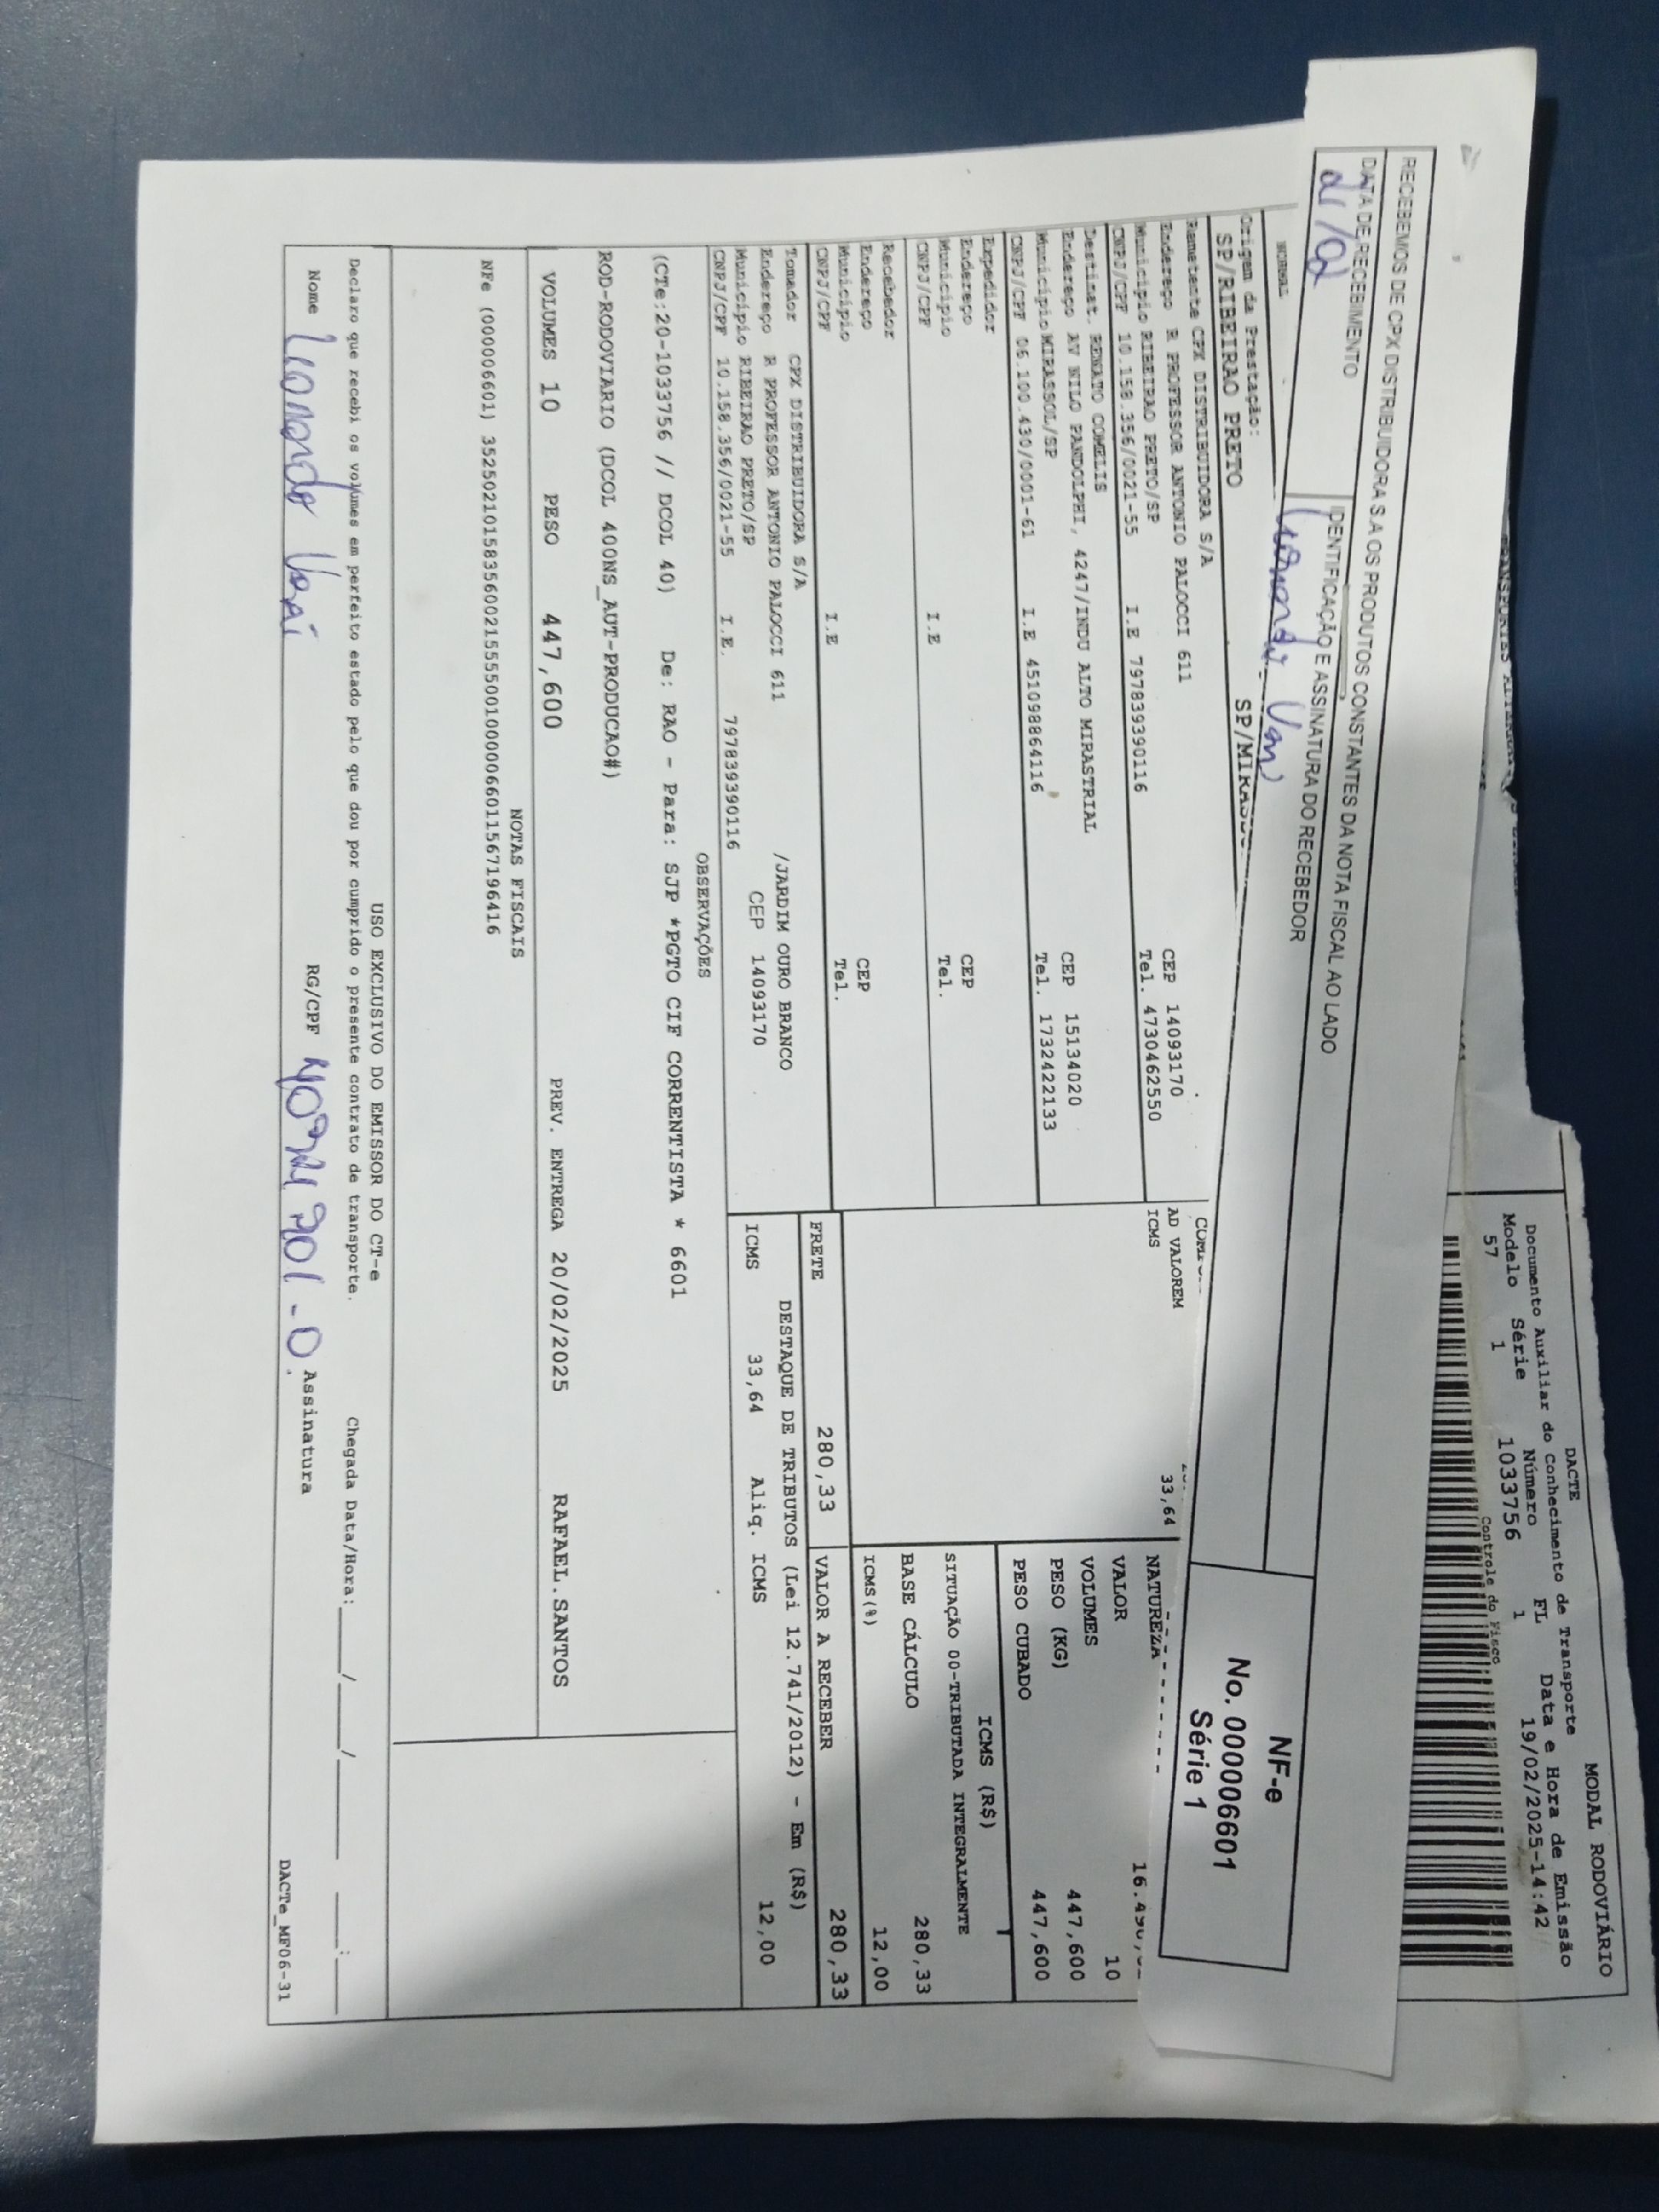 RECEBEMOS DE CPX DISTRIBUIDORA S.A OS PRODUTOS CONSTANTES DA NOTA FISCAL AO LADO
DATA DE RECEBIMENTO
IDENTIFICAÇÃO E ASSINATURA DO RECEBEDOR
21/02
NF-e
No. 000006601
Série 1
MODAL RODOVIÁRIO
DACTE
Documento Auxiliar do Conhecimento de Transporte
Modelo Série Número FL Data e Hora de Emissão
57 1 1033756 1 19/02/2025-14:42
Controle do Fisco
NORMAL
Origem da Prestação:
SP/RIBEIRAO PRETO
Remetente CPX DISTRIBUIDORA S/A
Endereço R PROFESSOR ANTONIO PALOCCI 611 CEP 14093170
Município RIBEIRAO PRETO/SP Tel. 4730462550
CNPJ/CPF 10.158.356/0021-55 I.E 797839390116
Destinat. RENATO COMELIS
Endereço AV NILO PANDOLPHI, 4247/INDU ALTO MIRASTRIAL CEP 15134020
Município MIRASSOL/SP Tel. 1732422133
CNPJ/CPF 06.100.430/0001-61 I.E 451098864116
Expedidor
Endereço CEP
Município Tel.
CNPJ/CPF I.E
Recebedor
Endereço CEP
Município Tel.
CNPJ/CPF I.E
Tomador CPX DISTRIBUIDORA S/A
Endereço R PROFESSOR ANTONIO PALOCCI 611 /JARDIM OURO BRANCO
Município RIBEIRAO PRETO/SP CEP 14093170
CNPJ/CPF 10.158.356/0021-55 I.E. 797839390116
AD VALOREM
ICMS 33,64
NATUREZA
VALOR
VOLUMES 10
PESO (KG) 447,600
PESO CUBADO 447,600
ICMS (R$)
SITUAÇÃO 00-TRIBUTADA INTEGRALMENTE
BASE CÁLCULO 280,33
ICMS(%) 12,00
FRETE 280,33 VALOR A RECEBER 280,33
DESTAQUE DE TRIBUTOS (Lei 12.741/2012) - Em (R$)
ICMS 33,64 Aliq. ICMS 12,00
OBSERVAÇÕES
(CTe:20-1033756 // DCOL 40) De: RAO - Para: SJP *PGTO CIF CORRENTISTA * 6601
ROD-RODOVIARIO (DCOL 400NS_AUT-PRODUCAO#)
VOLUMES 10 PESO 447,600 PREV. ENTREGA 20/02/2025 RAFAEL.SANTOS
NOTAS FISCAIS
NFe (000006601) 35250210158356002155550010000066011567196416
USO EXCLUSIVO DO EMISSOR DO CT-e
Declaro que recebi os volumes em perfeito estado pelo que dou por cumprido o presente contrato de transporte. Chegada Data/Hora:____/____/______ ____:____
Nome RG/CPF Assinatura
DACTe_MF06-31